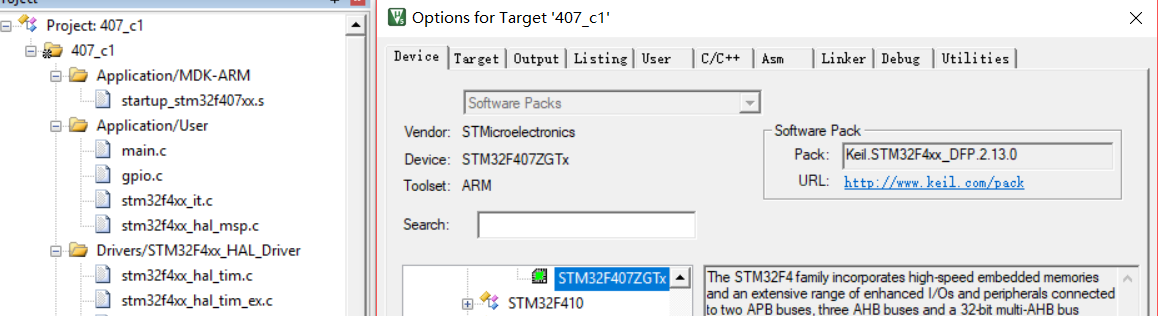 Project
Project: 407_c1
407_c1
Application/MDK-ARM
startup_stm32f407xx.s
Application/User
main.c
gpio.c
stm32f4xx_it.c
stm32f4xx_hal_msp.c
Drivers/STM32F4xx_HAL_Driver
stm32f4xx_hal_tim.c
stm32f4xx_hal_tim_ex.c
Options for Target '407_c1'
Device Target Output Listing User C/C++ Asm Linker Debug Utilities
Software Packs
Vendor: STMicroelectronics
Device: STM32F407ZGTx
Toolset: ARM
Search:
Software Pack
Pack: Keil.STM32F4xx_DFP.2.13.0
URL: http://www.keil.com/pack
STM32F407ZGTx
STM32F410
The STM32F4 family incorporates high-speed embedded memories
and an extensive range of enhanced I/Os and peripherals connected
to two APB buses, three AHB buses and a 32-bit multi-AHB bus